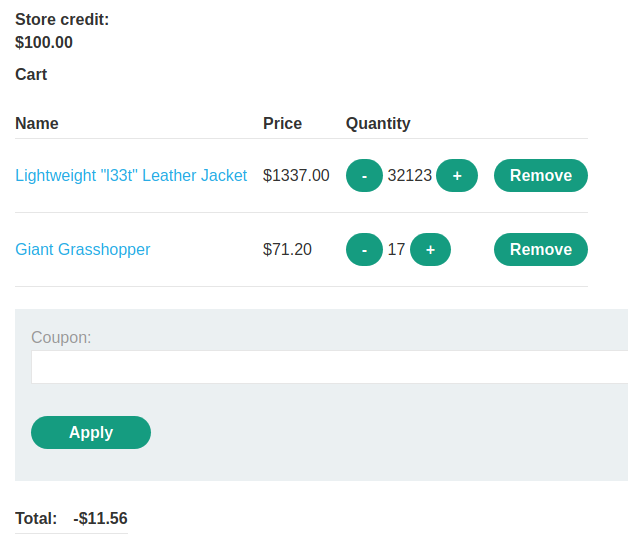 Store credit:
$100.00
Cart
Name Price Quantity
Lightweight "l33t" Leather Jacket $1337.00 - 32123 + Remove
Giant Grasshopper $71.20 - 17 + Remove
Coupon:
Apply
Total: -$11.56